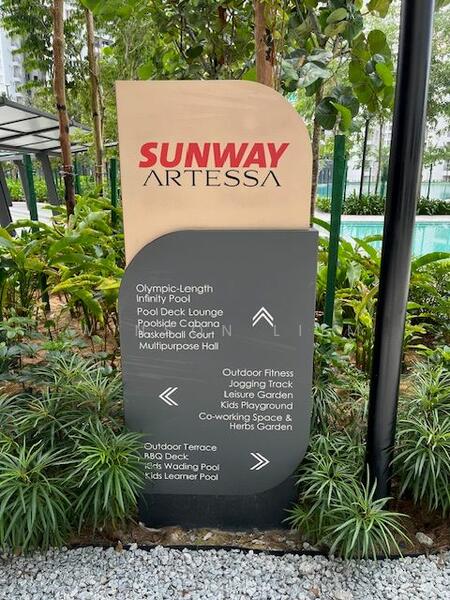 SUNWAY
ARTESSA
Olympic-Length
Infinity Pool
Pool Deck Lounge
Poolside Cabana
Basketball Court
Multipurpose Hall
Outdoor Fitness
Jogging Track
Leisure Garden
Kids Playground
Co-working Space &
Herbs Garden
Outdoor Terrace
BBQ Deck
Kids Wading Pool
Kids Learner Pool